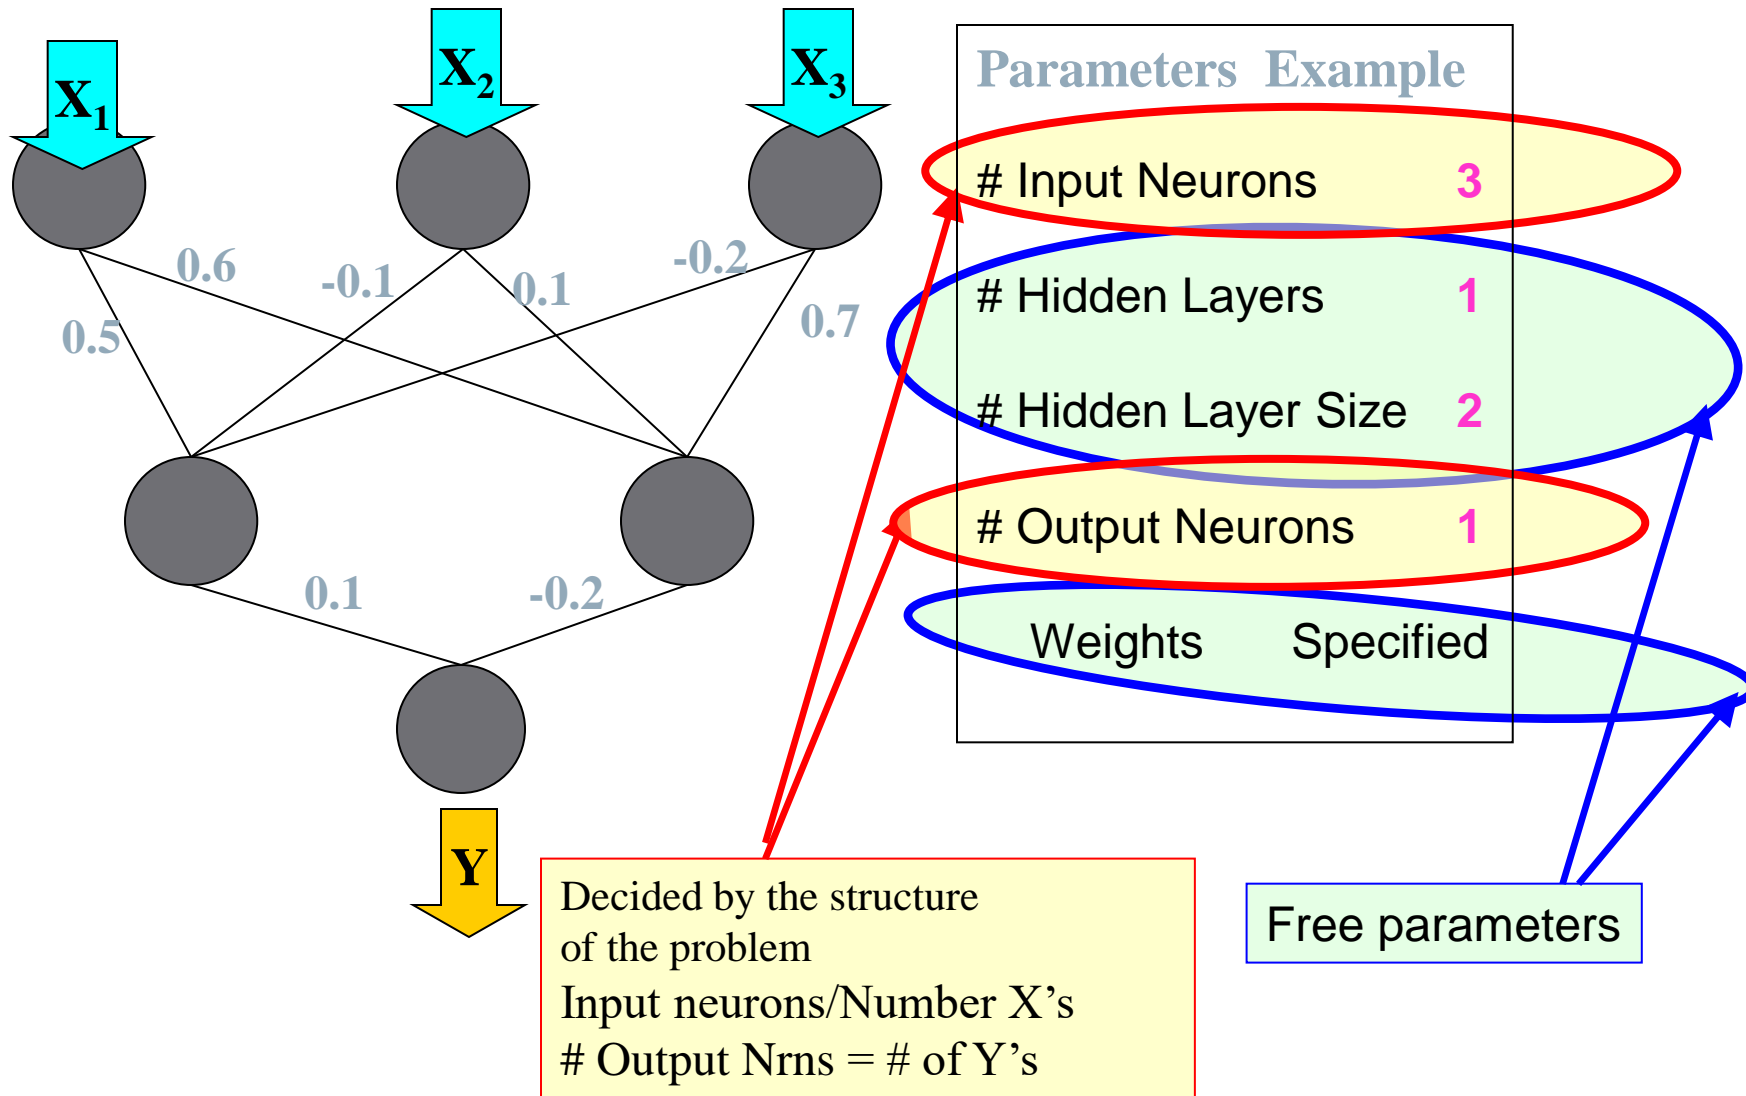 X1
X2
X3
0.6
-0.1
0.1
-0.2
0.5
0.7
0.1
-0.2
Y
Parameters Example
# Input Neurons 3
# Hidden Layers 1
# Hidden Layer Size 2
# Output Neurons 1
Weights Specified
Decided by the structure
of the problem
Input neurons/Number X’s
# Output Nrns = # of Y’s
Free parameters